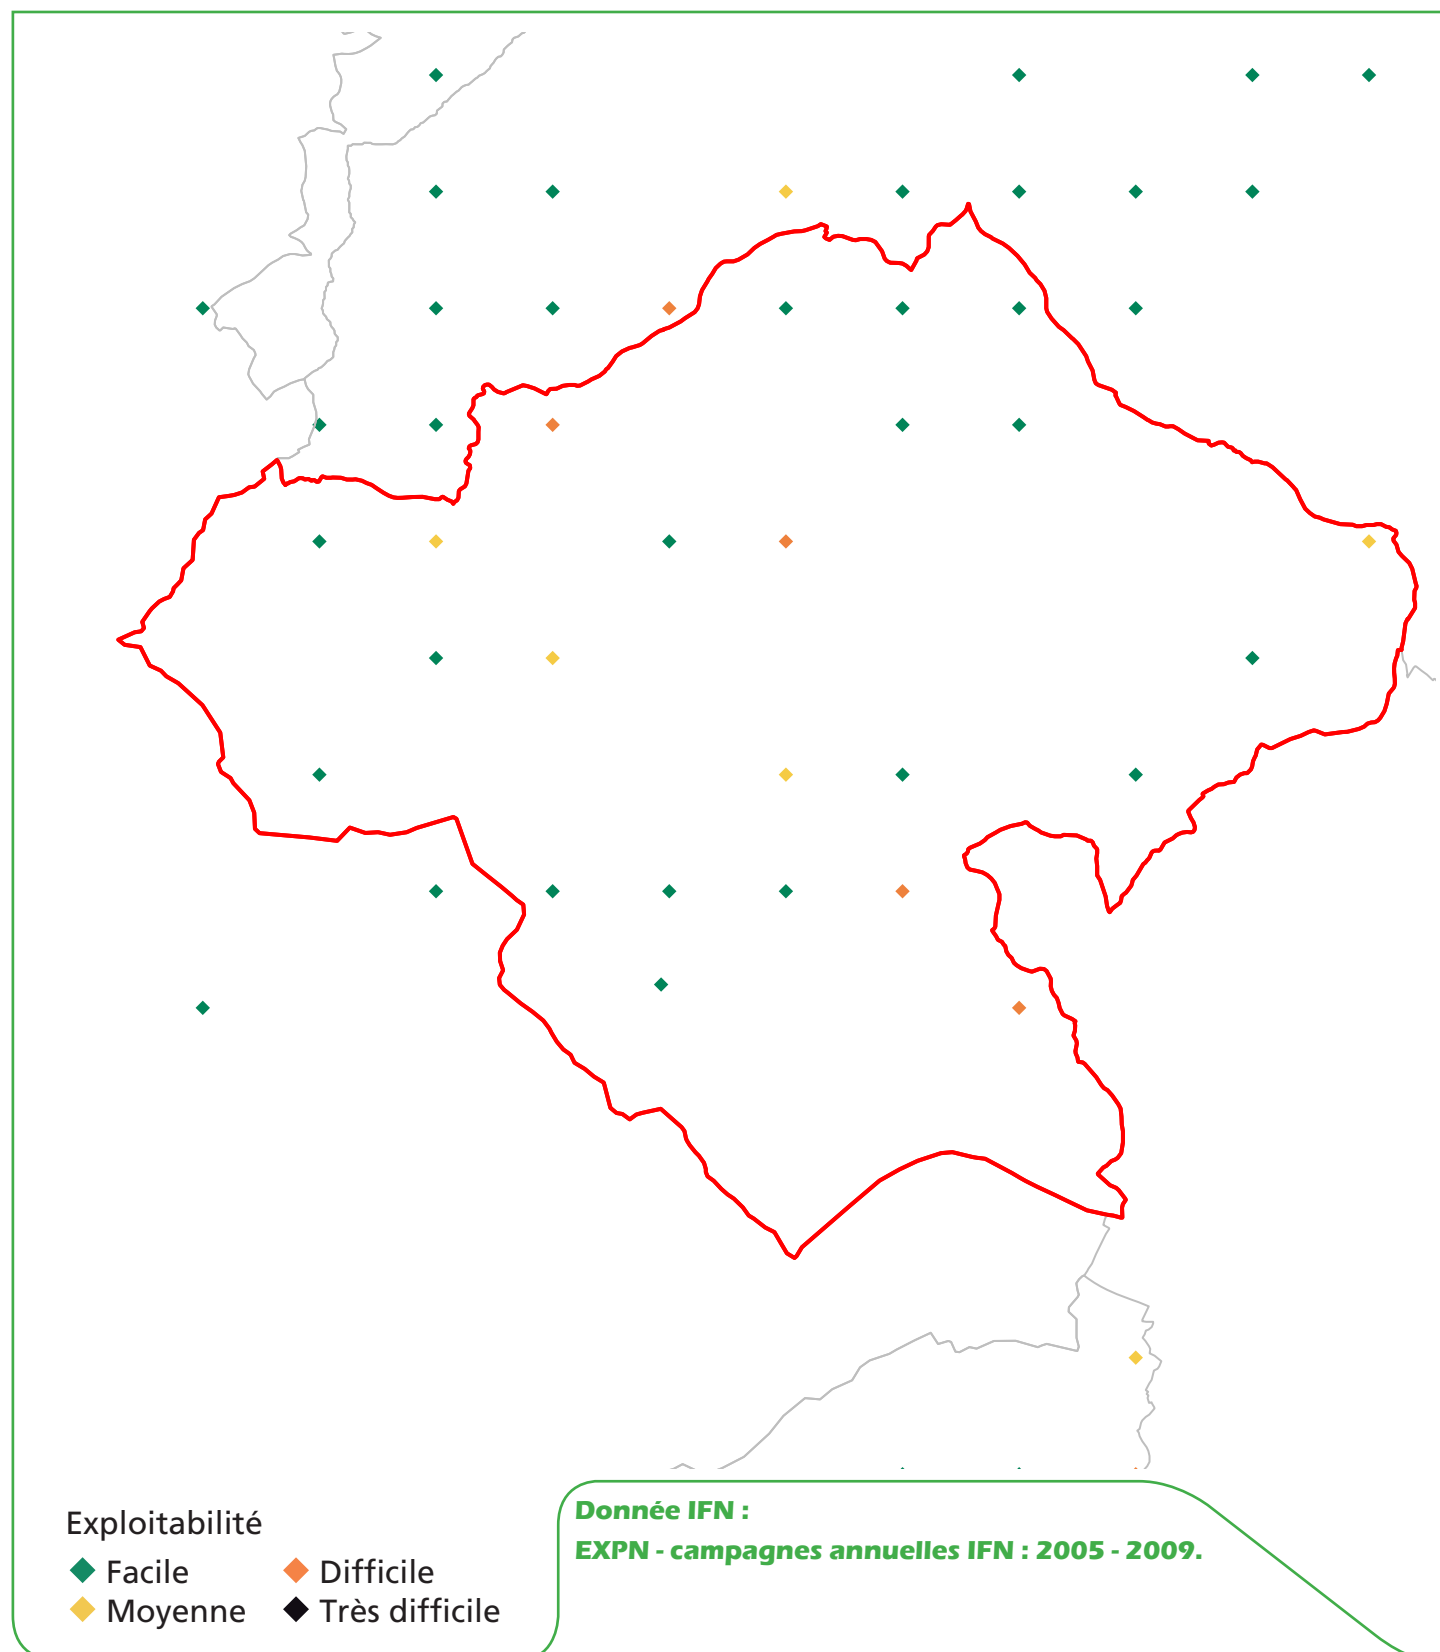 Exploitabilité
Facile
Difficile
Moyenne
Très difficile
Donnée IFN :
EXPN - campagnes annuelles IFN : 2005 - 2009.